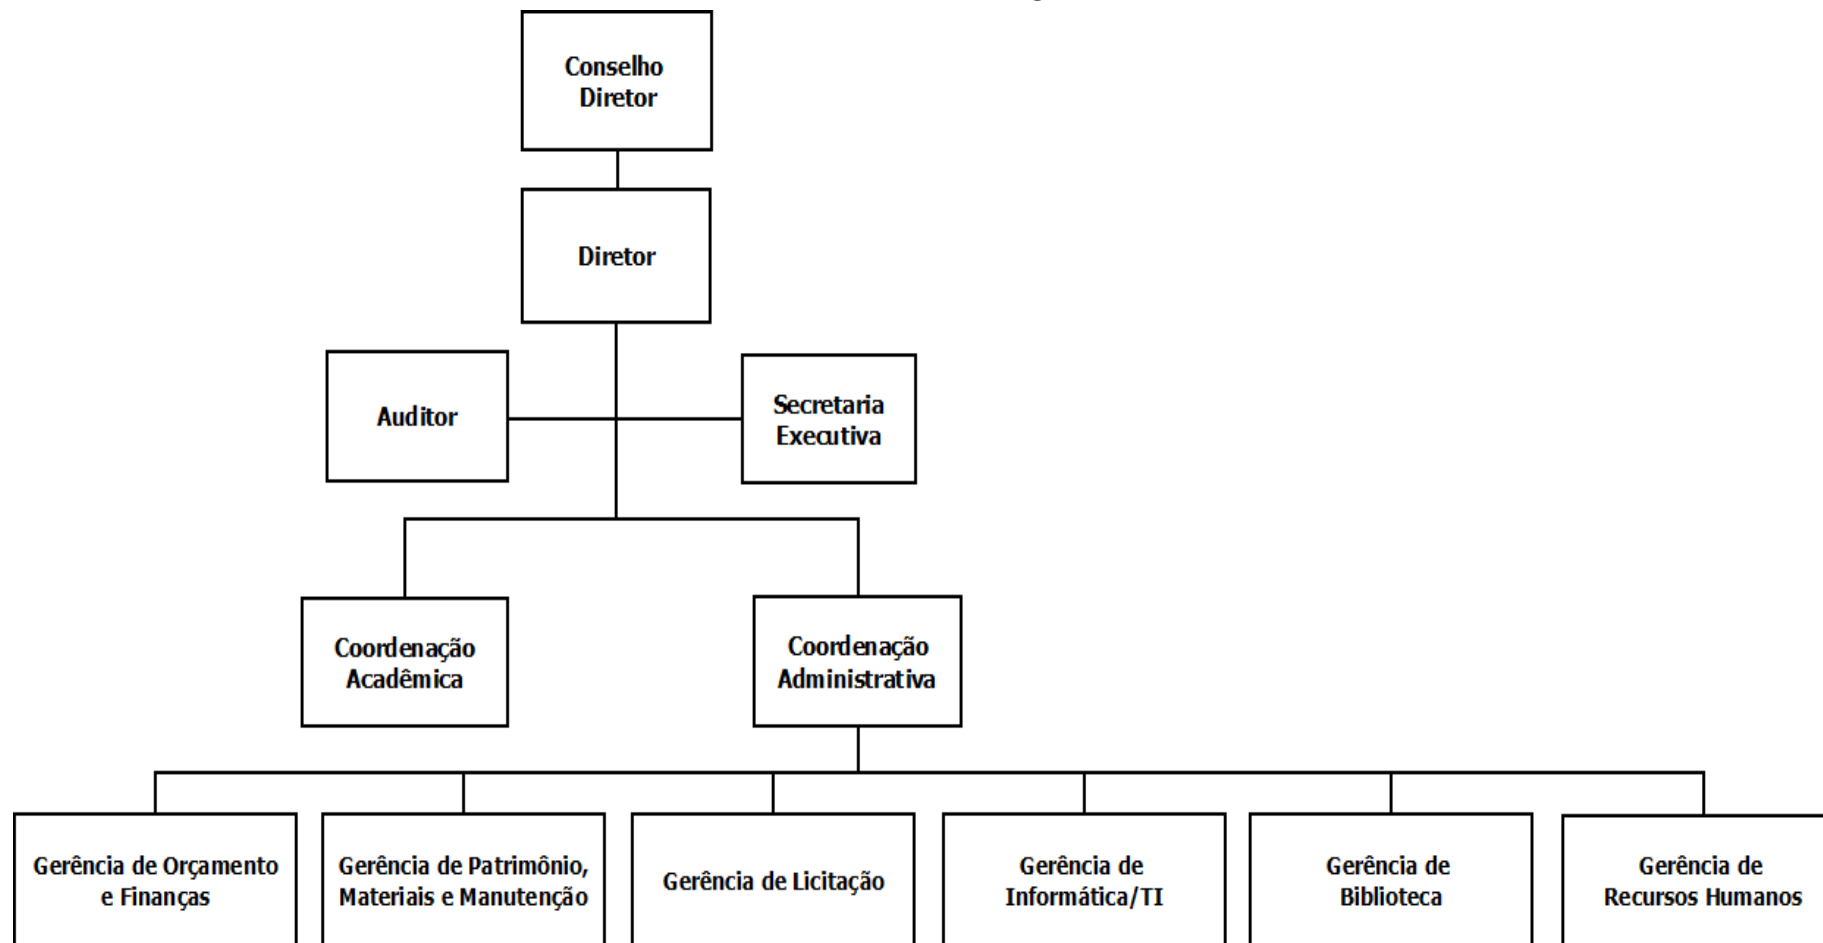 Conselho
Diretor
Diretor
Auditor
Secretaria
Executiva
Coordenação
Acadêmica
Coordenação
Administrativa
Gerência de Orçamento
e Finanças
Gerência de Patrimônio,
Materiais e Manutenção
Gerência de Licitação
Gerência de
Informática/TI
Gerência de
Biblioteca
Gerência de
Recursos Humanos